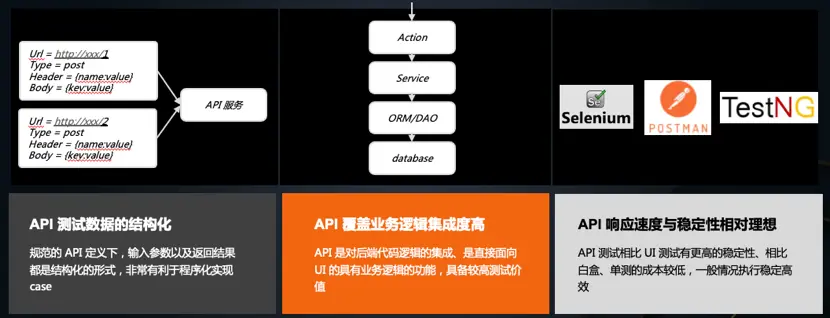 Url = http://xxx/1
Type = post
Header = {name:value}
Body = {key:value}
Url = http://xxx/2
Type = post
Header = {name:value}
Body = {key:value}
API 服务
Action
Service
ORM/DAO
database
Se
Selenium
POSTMAN
TestNG
API 测试数据的结构化
规范的 API 定义下，输入参数以及返回结果
都是结构化的形式，非常有利于程序化实现
case
API 覆盖业务逻辑集成度高
API 是对后端代码逻辑的集成、是直接面向
UI 的具有业务逻辑的功能，具备较高测试价
值
API 响应速度与稳定性相对理想
API 测试相比 UI 测试有更高的稳定性、相比
白盒、单测的成本较低，一般情况执行稳定高
效